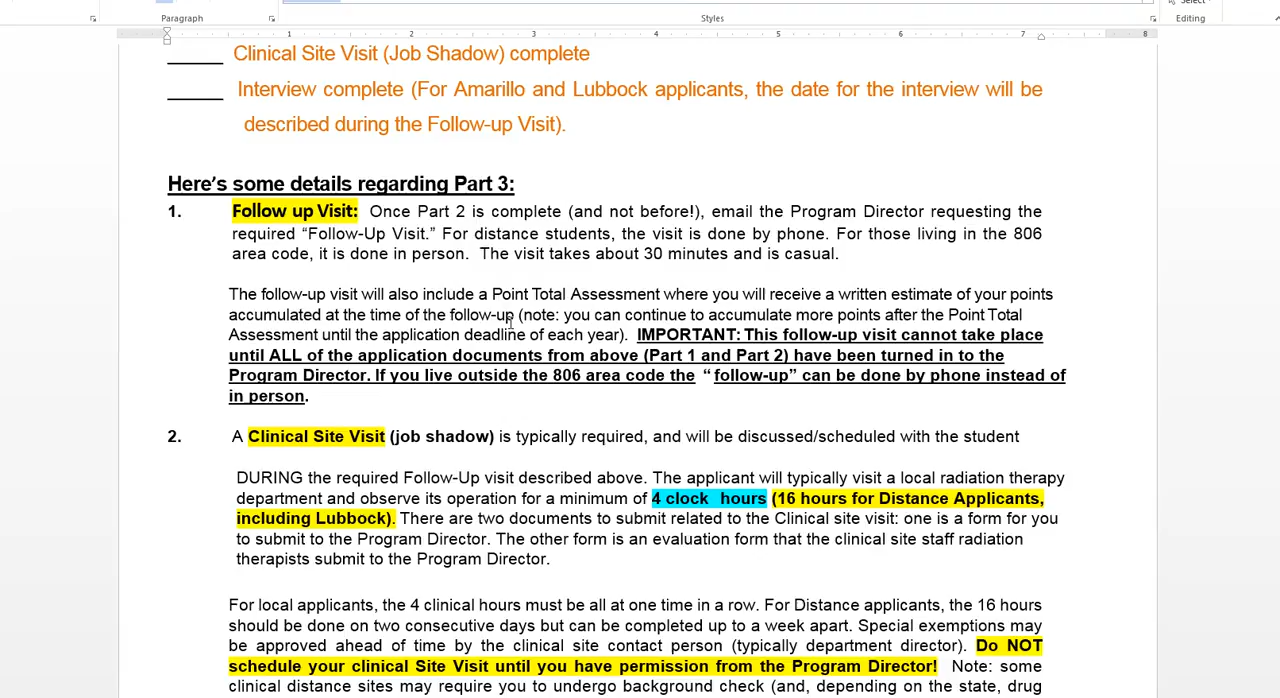 Select
Paragraph
Styles
Editing
1 2 3 4 5 6 7 8
______ Clinical Site Visit (Job Shadow) complete
______ Interview complete (For Amarillo and Lubbock applicants, the date for the interview will be
described during the Follow-up Visit).
Here's some details regarding Part 3:
1. Follow up Visit: Once Part 2 is complete (and not before!), email the Program Director requesting the
required “Follow-Up Visit.” For distance students, the visit is done by phone. For those living in the 806
area code, it is done in person. The visit takes about 30 minutes and is casual.
The follow-up visit will also include a Point Total Assessment where you will receive a written estimate of your points
accumulated at the time of the follow-up (note: you can continue to accumulate more points after the Point Total
Assessment until the application deadline of each year). IMPORTANT: This follow-up visit cannot take place
until ALL of the application documents from above (Part 1 and Part 2) have been turned in to the
Program Director. If you live outside the 806 area code the “follow-up” can be done by phone instead of
in person.
2. A Clinical Site Visit (job shadow) is typically required, and will be discussed/scheduled with the student
DURING the required Follow-Up visit described above. The applicant will typically visit a local radiation therapy
department and observe its operation for a minimum of 4 clock hours (16 hours for Distance Applicants,
including Lubbock). There are two documents to submit related to the Clinical site visit: one is a form for you
to submit to the Program Director. The other form is an evaluation form that the clinical site staff radiation
therapists submit to the Program Director.
For local applicants, the 4 clinical hours must be all at one time in a row. For Distance applicants, the 16 hours
should be done on two consecutive days but can be completed up to a week apart. Special exemptions may
be approved ahead of time by the clinical site contact person (typically department director). Do NOT
schedule your clinical Site Visit until you have permission from the Program Director! Note: some
clinical distance sites may require you to undergo background check (and, depending on the state, drug